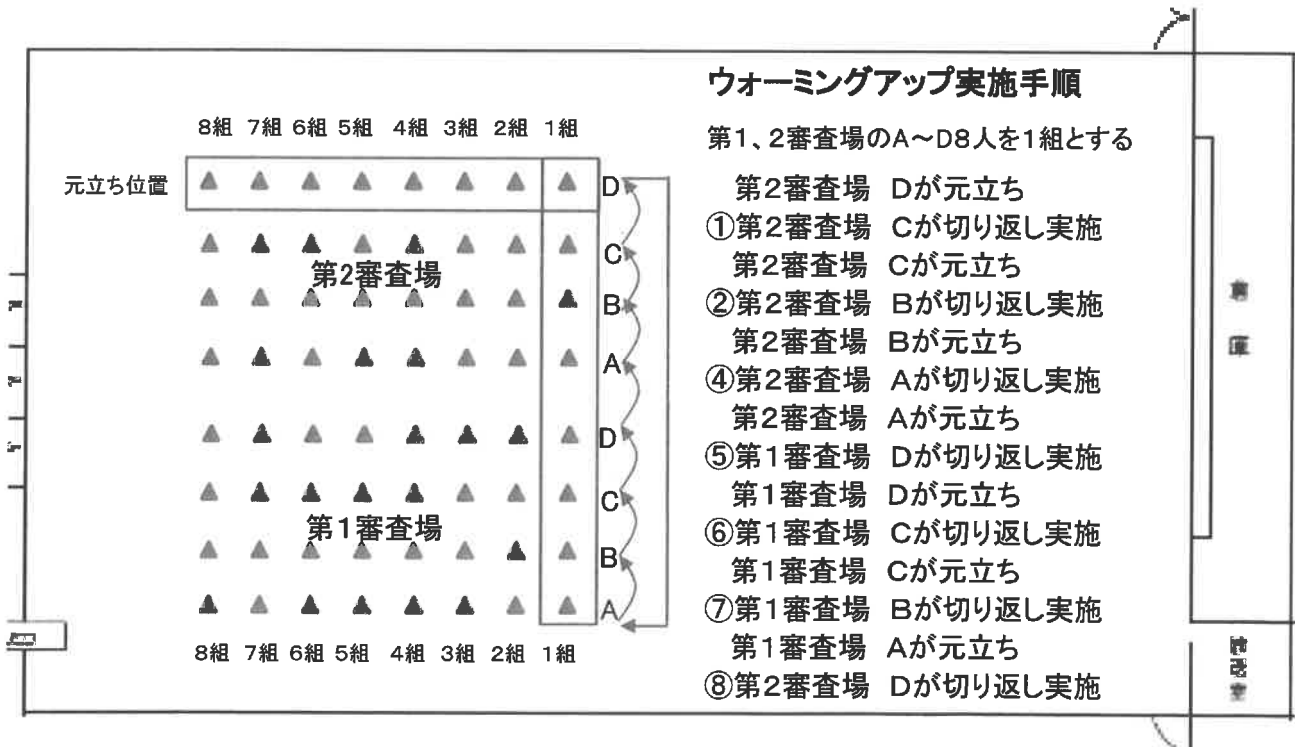 ウォーミングアップ実施手順
8組 7組 6組 5組 4組 3組 2組 1組
第1、2審査場のA～D8人を1組とする
元立ち位置
D
C
第2審査場
B
A
D
C
第1審査場
B
A
8組 7組 6組 5組 4組 3組 2組 1組
第2審査場 Dが元立ち
①第2審査場 Cが切り返し実施
第2審査場 Cが元立ち
②第2審査場 Bが切り返し実施
第2審査場 Bが元立ち
④第2審査場 Aが切り返し実施
第2審査場 Aが元立ち
⑤第1審査場 Dが切り返し実施
第1審査場 Dが元立ち
⑥第1審査場 Cが切り返し実施
第1審査場 Cが元立ち
⑦第1審査場 Bが切り返し実施
第1審査場 Aが元立ち
⑧第2審査場 Dが切り返し実施